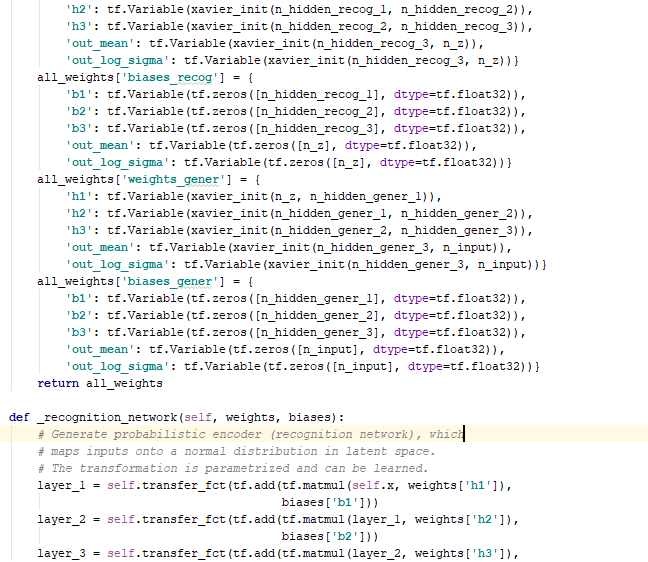 'h2': tf.Variable(xavier_init(n_hidden_recog_1, n_hidden_recog_2)),
'h3': tf.Variable(xavier_init(n_hidden_recog_2, n_hidden_recog_3)),
'out_mean': tf.Variable(xavier_init(n_hidden_recog_3, n_z)),
'out_log_sigma': tf.Variable(xavier_init(n_hidden_recog_3, n_z))}
all_weights['biases_recog'] = {
'b1': tf.Variable(tf.zeros([n_hidden_recog_1], dtype=tf.float32)),
'b2': tf.Variable(tf.zeros([n_hidden_recog_2], dtype=tf.float32)),
'b3': tf.Variable(tf.zeros([n_hidden_recog_3], dtype=tf.float32)),
'out_mean': tf.Variable(tf.zeros([n_z], dtype=tf.float32)),
'out_log_sigma': tf.Variable(tf.zeros([n_z], dtype=tf.float32))}
all_weights['weights_gener'] = {
'h1': tf.Variable(xavier_init(n_z, n_hidden_gener_1)),
'h2': tf.Variable(xavier_init(n_hidden_gener_1, n_hidden_gener_2)),
'h3': tf.Variable(xavier_init(n_hidden_gener_2, n_hidden_gener_3)),
'out_mean': tf.Variable(xavier_init(n_hidden_gener_3, n_input)),
'out_log_sigma': tf.Variable(xavier_init(n_hidden_gener_3, n_input))}
all_weights['biases_gener'] = {
'b1': tf.Variable(tf.zeros([n_hidden_gener_1], dtype=tf.float32)),
'b2': tf.Variable(tf.zeros([n_hidden_gener_2], dtype=tf.float32)),
'b3': tf.Variable(tf.zeros([n_hidden_gener_3], dtype=tf.float32)),
'out_mean': tf.Variable(tf.zeros([n_input], dtype=tf.float32)),
'out_log_sigma': tf.Variable(tf.zeros([n_input], dtype=tf.float32))}
return all_weights
def _recognition_network(self, weights, biases):
# Generate probabilistic encoder (recognition network), which
# maps inputs onto a normal distribution in latent space.
# The transformation is parametrized and can be learned.
layer_1 = self.transfer_fct(tf.add(tf.matmul(self.x, weights['h1']),
biases['b1']))
layer_2 = self.transfer_fct(tf.add(tf.matmul(layer_1, weights['h2']),
biases['b2']))
layer_3 = self.transfer_fct(tf.add(tf.matmul(layer_2, weights['h3']),